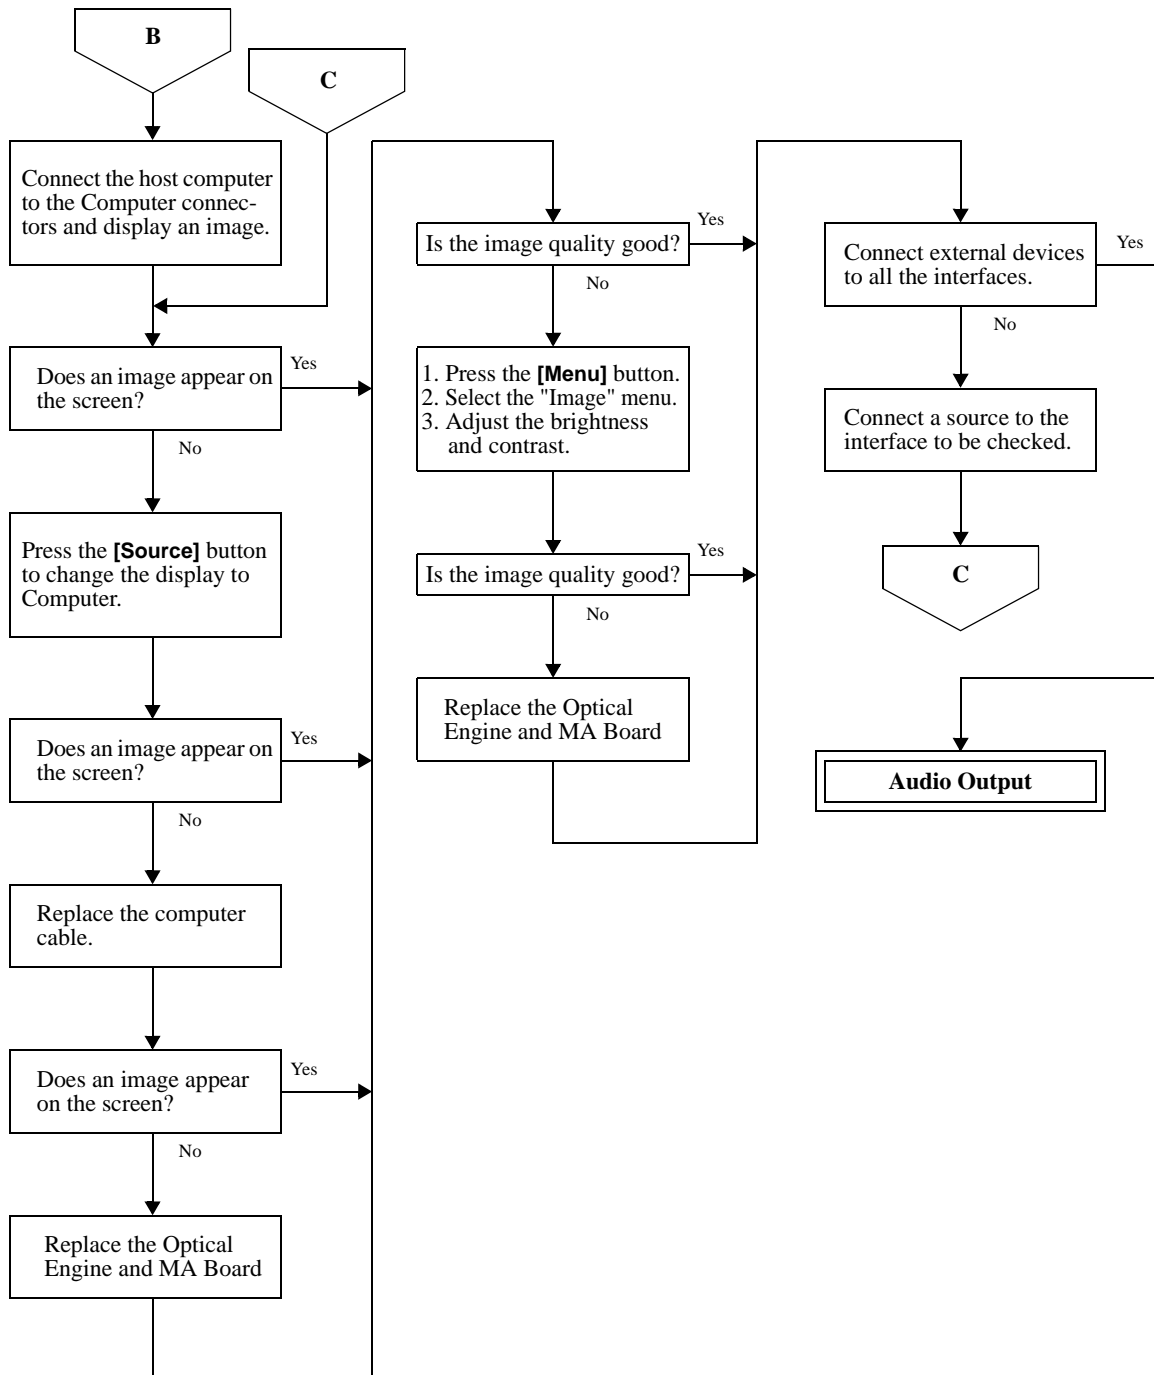 B
C
Connect the host computer
to the Computer connec-
tors and display an image.
Does an image appear on
the screen?
Yes
No
Press the [Source] button
to change the display to
Computer.
Does an image appear on
the screen?
Yes
No
Replace the computer
cable.
Does an image appear
on the screen?
Yes
No
Replace the Optical
Engine and MA Board
Is the image quality good?
Yes
No
1. Press the [Menu] button.
2. Select the "Image" menu.
3. Adjust the brightness
and contrast.
Is the image quality good?
Yes
No
Replace the Optical
Engine and MA Board
Connect external devices
to all the interfaces.
Yes
No
Connect a source to the
interface to be checked.
C
Audio Output